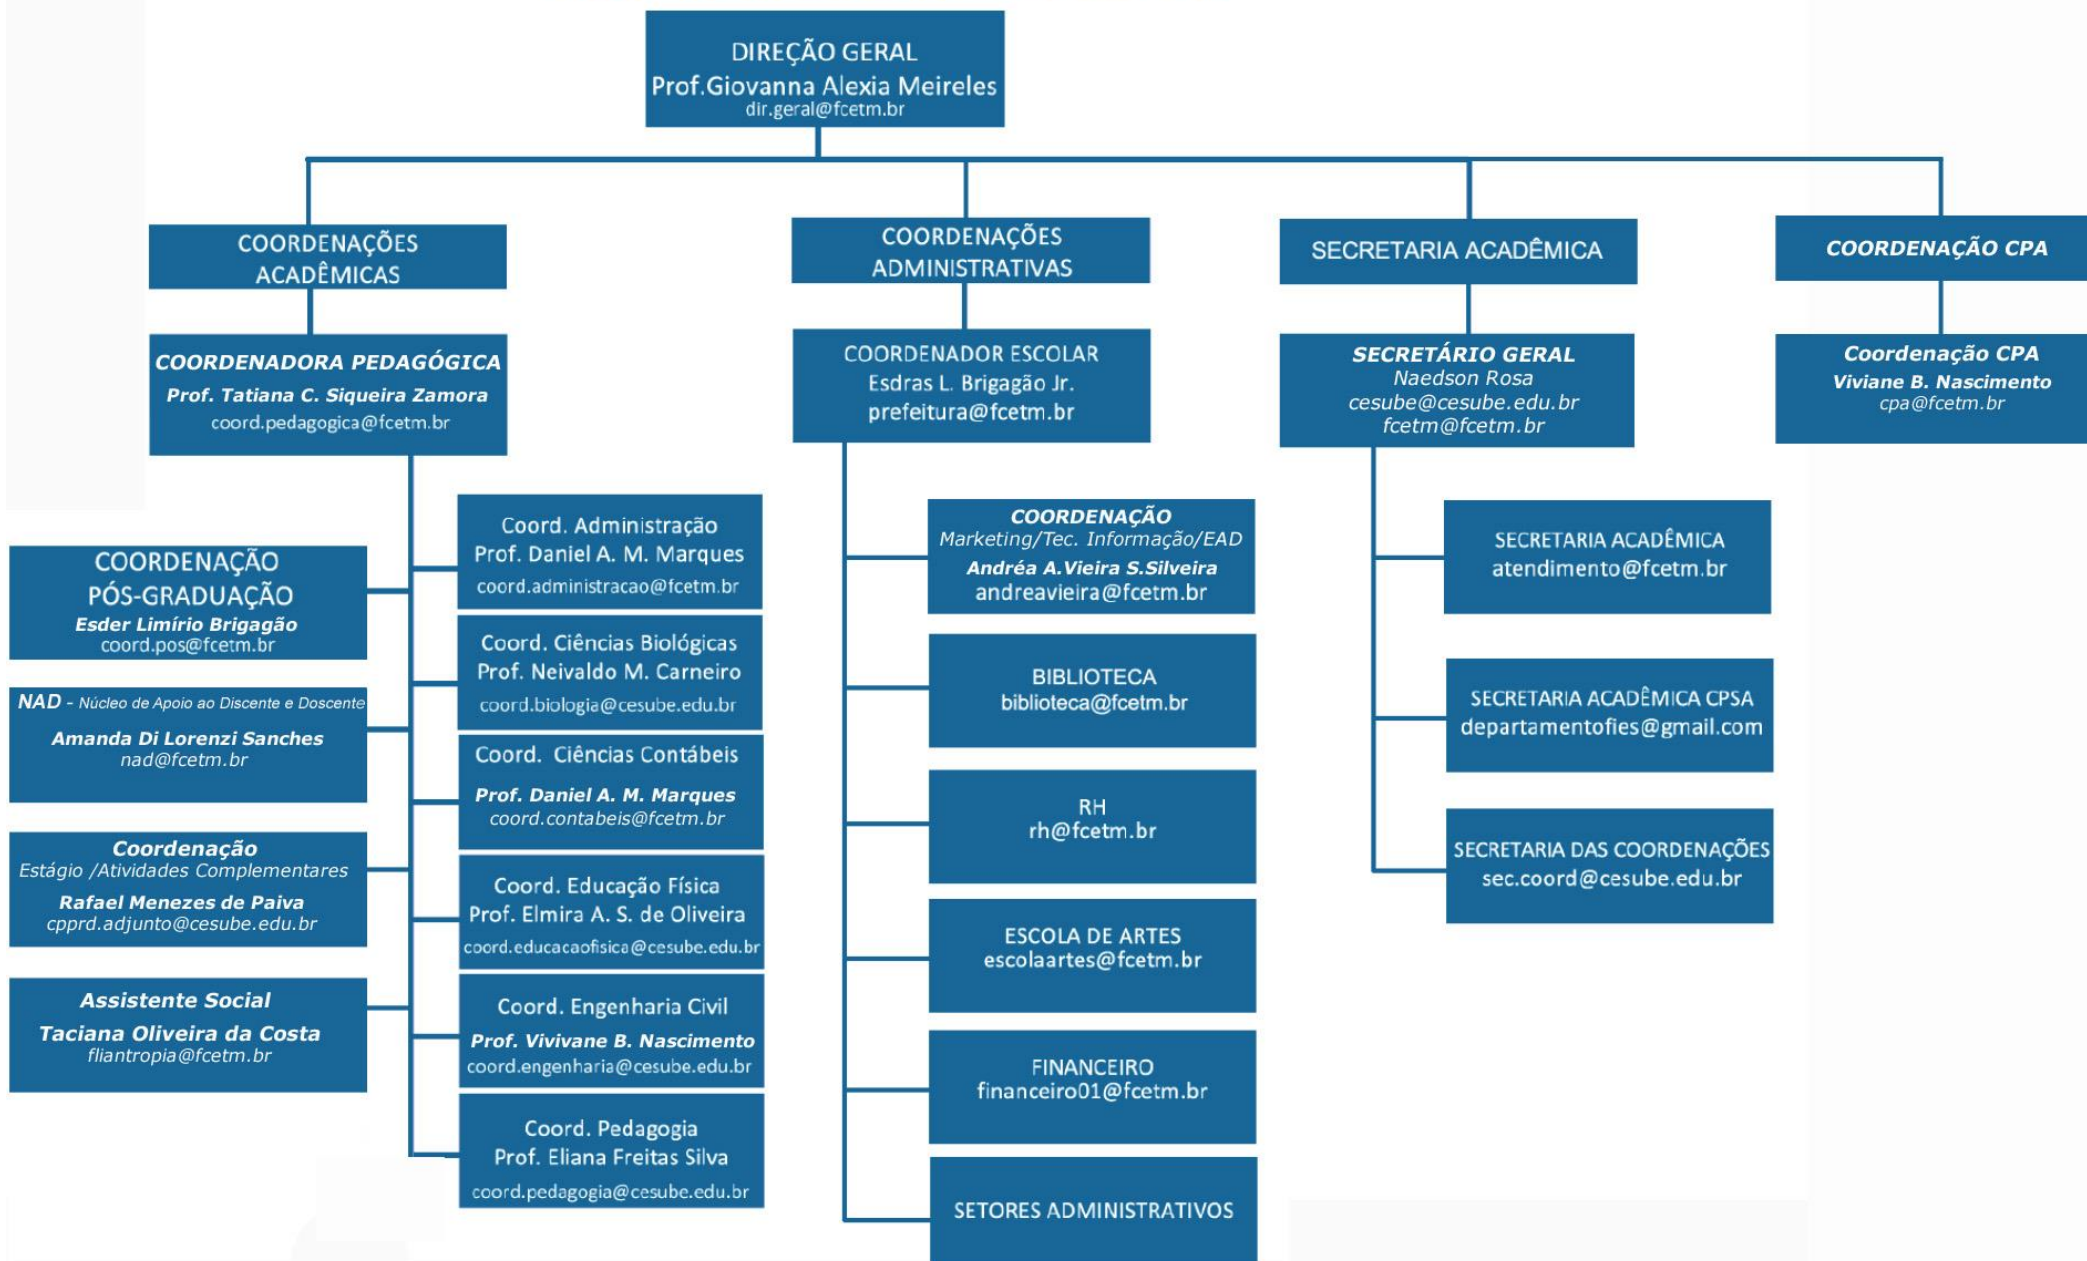 DIREÇÃO GERAL
Prof.Giovanna Alexia Meireles
dir.geral@fcetm.br
COORDENAÇÕES
ACADÊMICAS
COORDENADORA PEDAGÓGICA
Prof. Tatiana C. Siqueira Zamora
coord.pedagogica@fcetm.br
COORDENAÇÃO
PÓS-GRADUAÇÃO
Esder Limírio Brigagão
coord.pos@fcetm.br
NAD - Núcleo de Apoio ao Discente e Doscente
Amanda Di Lorenzi Sanches
nad@fcetm.br
Coordenação
Estágio /Atividades Complementares
Rafael Menezes de Paiva
cpprd.adjunto@cesube.edu.br
Assistente Social
Taciana Oliveira da Costa
fliantropia@fcetm.br
Coord. Administração
Prof. Daniel A. M. Marques
coord.administracao@fcetm.br
Coord. Ciências Biológicas
Prof. Neivaldo M. Carneiro
coord.biologia@cesube.edu.br
Coord. Ciências Contábeis
Prof. Daniel A. M. Marques
coord.contabeis@fcetm.br
Coord. Educação Física
Prof. Elmira A. S. de Oliveira
coord.educacaofisica@cesube.edu.br
Coord. Engenharia Civil
Prof. Vivivane B. Nascimento
coord.engenharia@cesube.edu.br
Coord. Pedagogia
Prof. Eliana Freitas Silva
coord.pedagogia@cesube.edu.br
COORDENAÇÕES
ADMINISTRATIVAS
COORDENADOR ESCOLAR
Esdras L. Brigagão Jr.
prefeitura@fcetm.br
COORDENAÇÃO
Marketing/Tec. Informação/EAD
Andréa A.Vieira S.Silveira
andreavieira@fcetm.br
BIBLIOTECA
biblioteca@fcetm.br
RH
rh@fcetm.br
ESCOLA DE ARTES
escolaartes@fcetm.br
FINANCEIRO
financeiro01@fcetm.br
SETORES ADMINISTRATIVOS
SECRETARIA ACADÊMICA
SECRETÁRIO GERAL
Naedson Rosa
cesube@cesube.edu.br
fcetm@fcetm.br
SECRETARIA ACADÊMICA
atendimento@fcetm.br
SECRETARIA ACADÊMICA CPSA
departamentofies@gmail.com
SECRETARIA DAS COORDENAÇÕES
sec.coord@cesube.edu.br
COORDENAÇÃO CPA
Coordenação CPA
Viviane B. Nascimento
cpa@fcetm.br